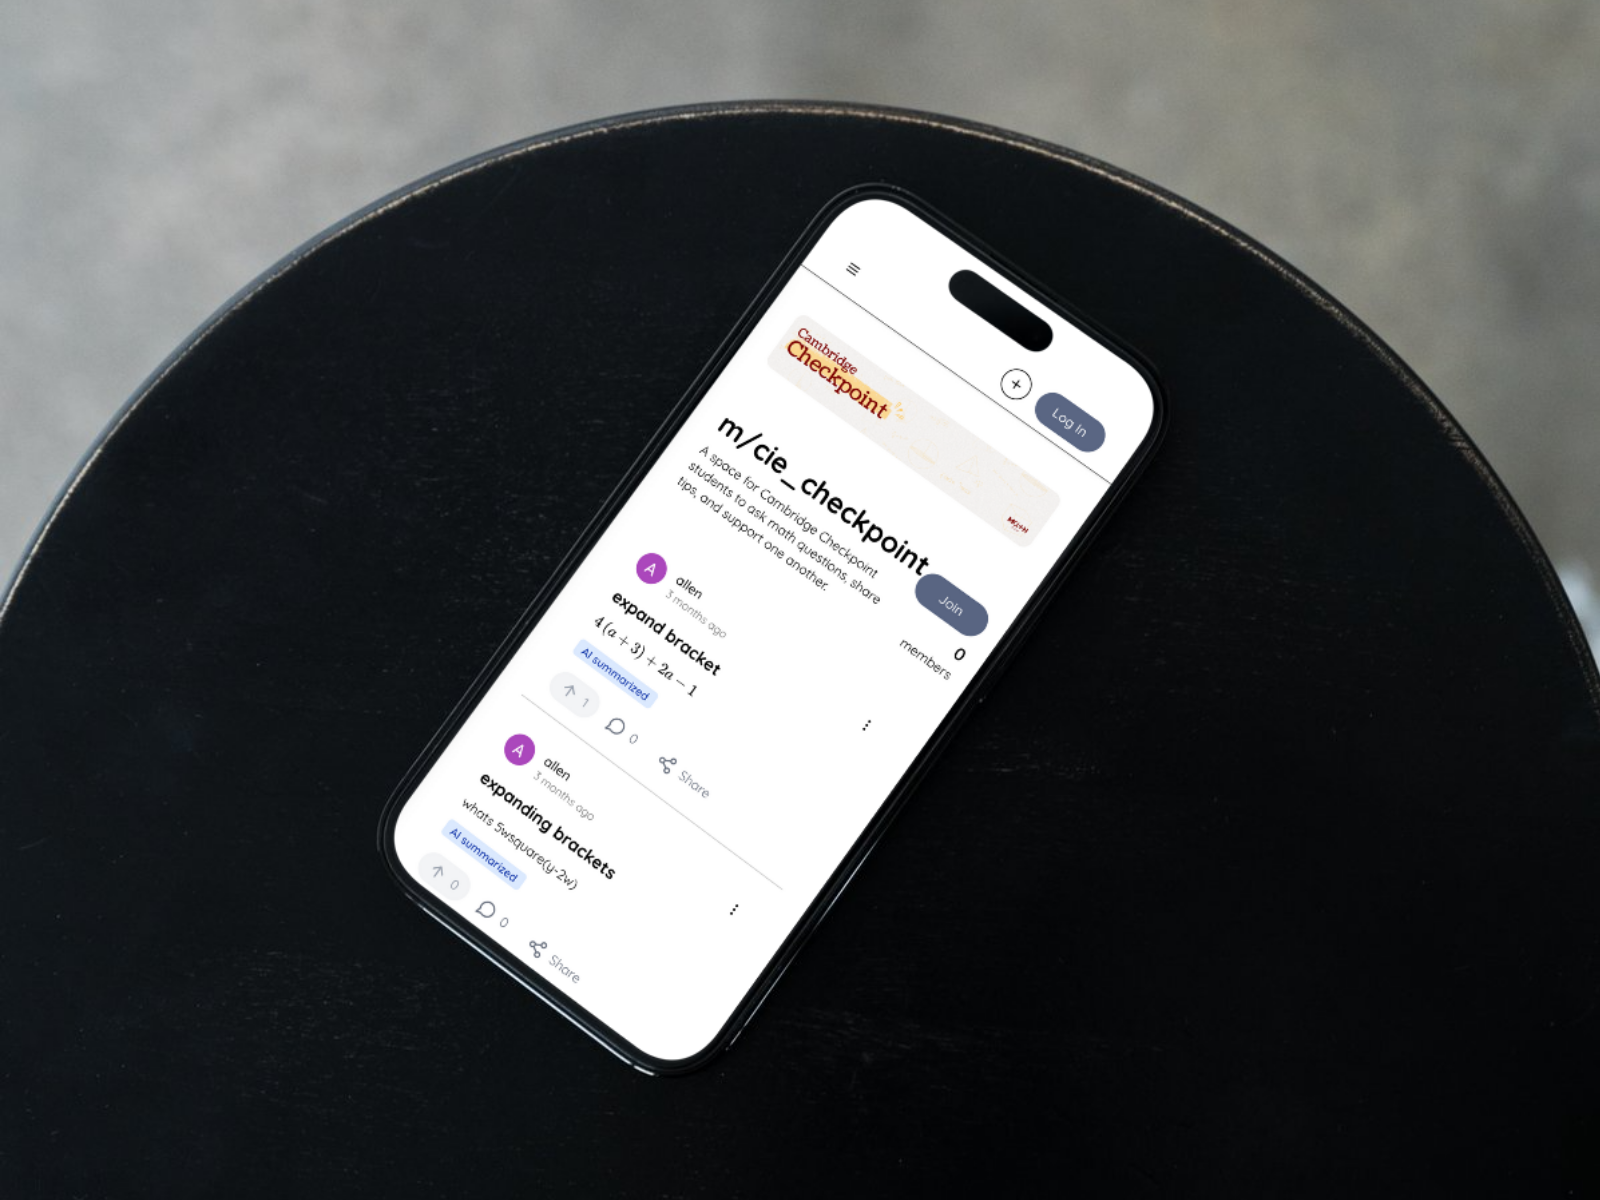 Log In
Cambridge
Checkpoint
MQ+H
m/cie_checkpoint
A space for Cambridge Checkpoint
students to ask math questions, share
tips, and support one another.
Join
0
members
A
allen
3 months ago
expand bracket
4(a + 3) + 2a − 1
AI summarized
1
0
Share
A
allen
3 months ago
expanding brackets
whats 5wsquare(y-2w)
AI summarized
0
0
Share